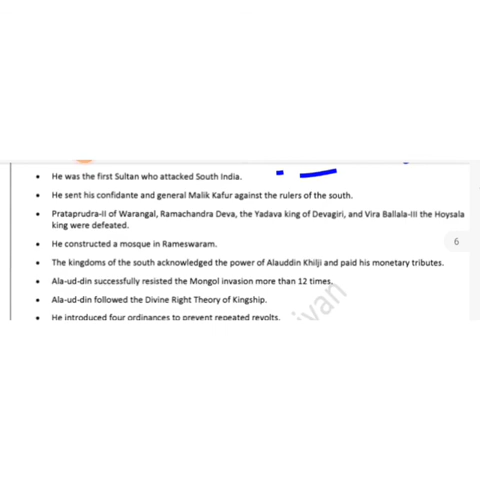 • He was the first Sultan who attacked South India.
• He sent his confidante and general Malik Kafur against the rulers of the south.
• Prataprudra-II of Warangal, Ramachandra Deva, the Yadava king of Devagiri, and Vira Ballala-III the Hoysala
king were defeated.
• He constructed a mosque in Rameswaram.
6
• The kingdoms of the south acknowledged the power of Alauddin Khilji and paid his monetary tributes.
• Ala-ud-din successfully resisted the Mongol invasion more than 12 times.
• Ala-ud-din followed the Divine Right Theory of Kingship.
• He introduced four ordinances to prevent repeated revolts.